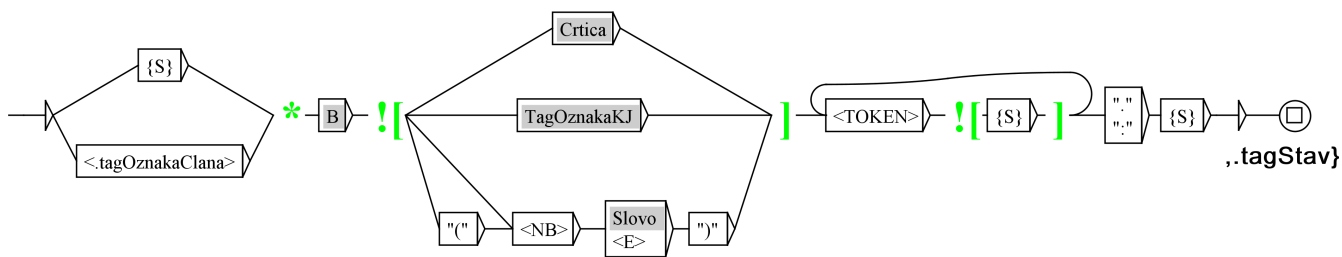 Crtica
{S}
<.tagOznakaClana>
*
B
![
TagOznakaKJ
"("
<NB>
Slovo
<E>
")"
]
<TOKEN>
![
{S}
]
"."
":"
{S}
,.tagStav}